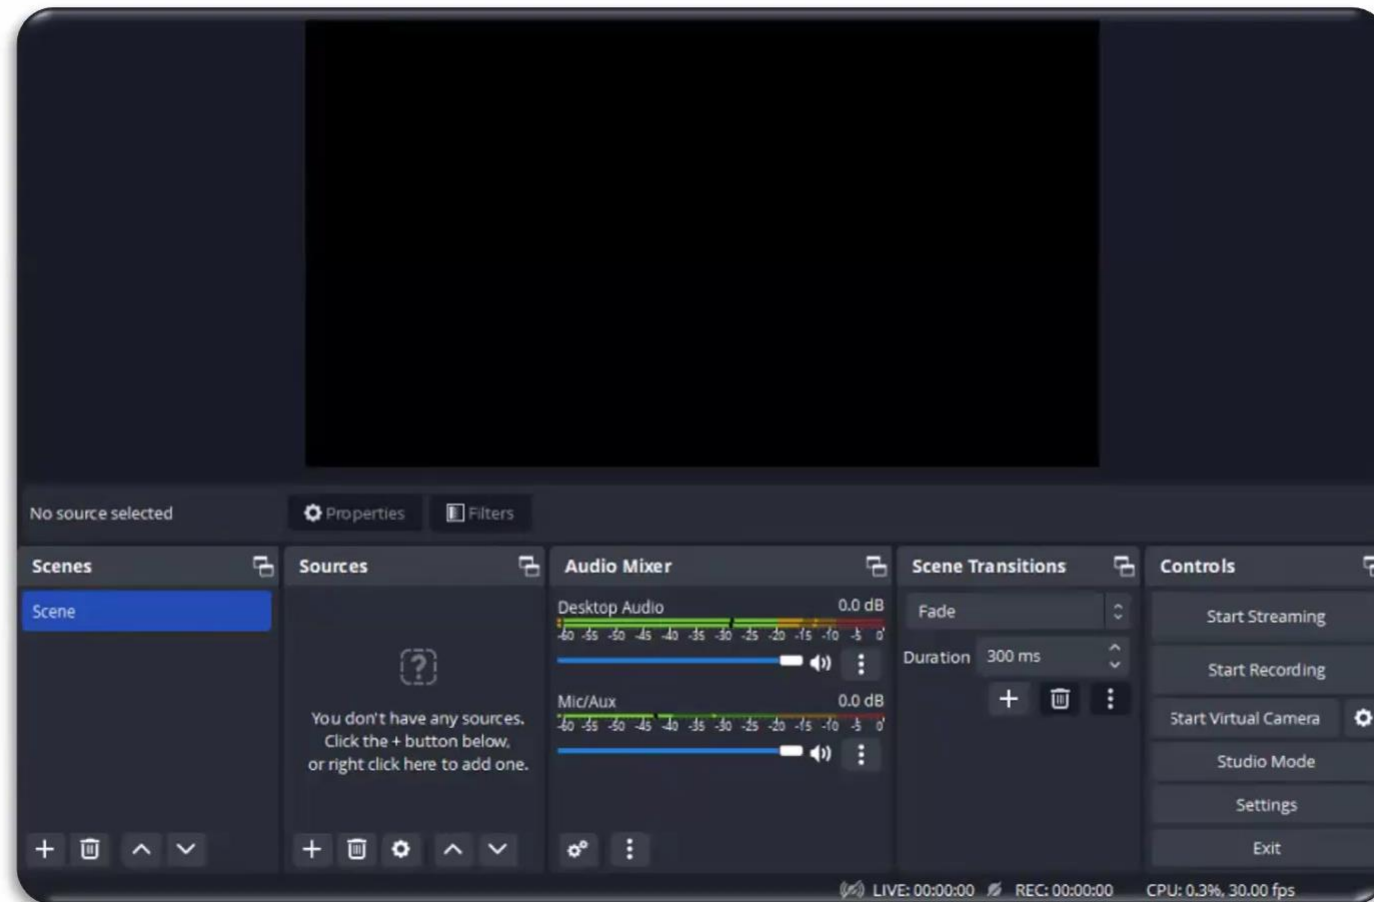 No source selected
Properties
Filters
Scenes
Scene
Sources
?
You don't have any sources.
Click the + button below,
or right click here to add one.
Audio Mixer
Desktop Audio 0.0 dB
-60 -55 -50 -45 -40 -35 -30 -25 -20 -15 -10 -5 0
Mic/Aux 0.0 dB
-60 -55 -50 -45 -40 -35 -30 -25 -20 -15 -10 -5 0
Scene Transitions
Fade
Duration 300 ms
Controls
Start Streaming
Start Recording
Start Virtual Camera
Studio Mode
Settings
Exit
LIVE: 00:00:00 REC: 00:00:00 CPU: 0.3%, 30.00 fps